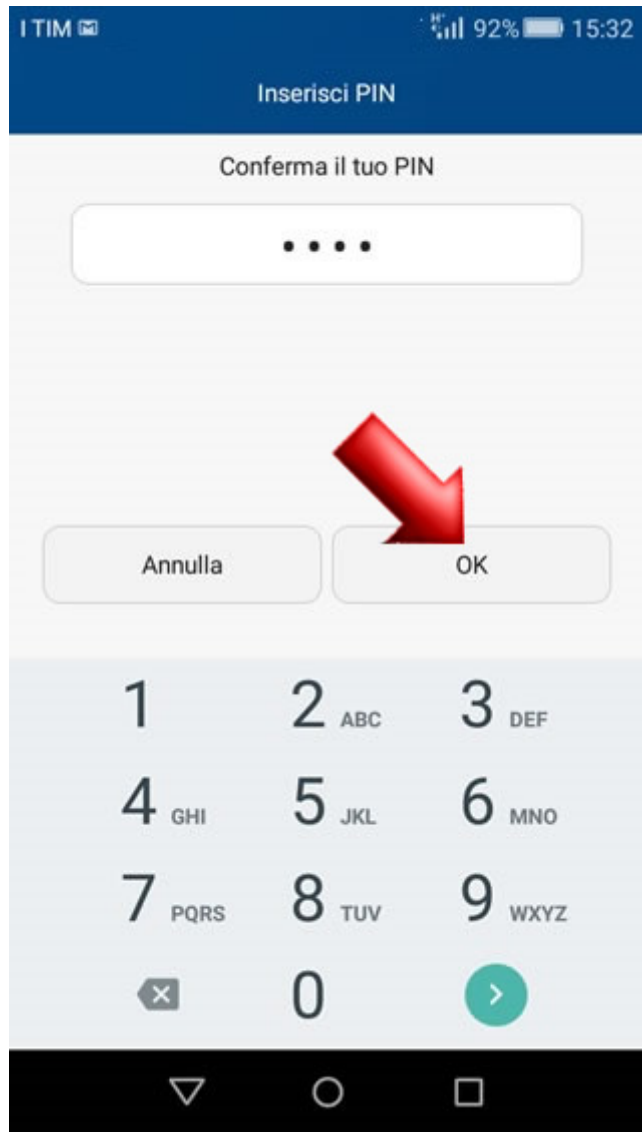 I TIM 92% 15:32
Inserisci PIN
Conferma il tuo PIN
••••
Annulla OK
1 2 ABC 3 DEF
4 GHI 5 JKL 6 MNO
7 PQRS 8 TUV 9 WXYZ
0